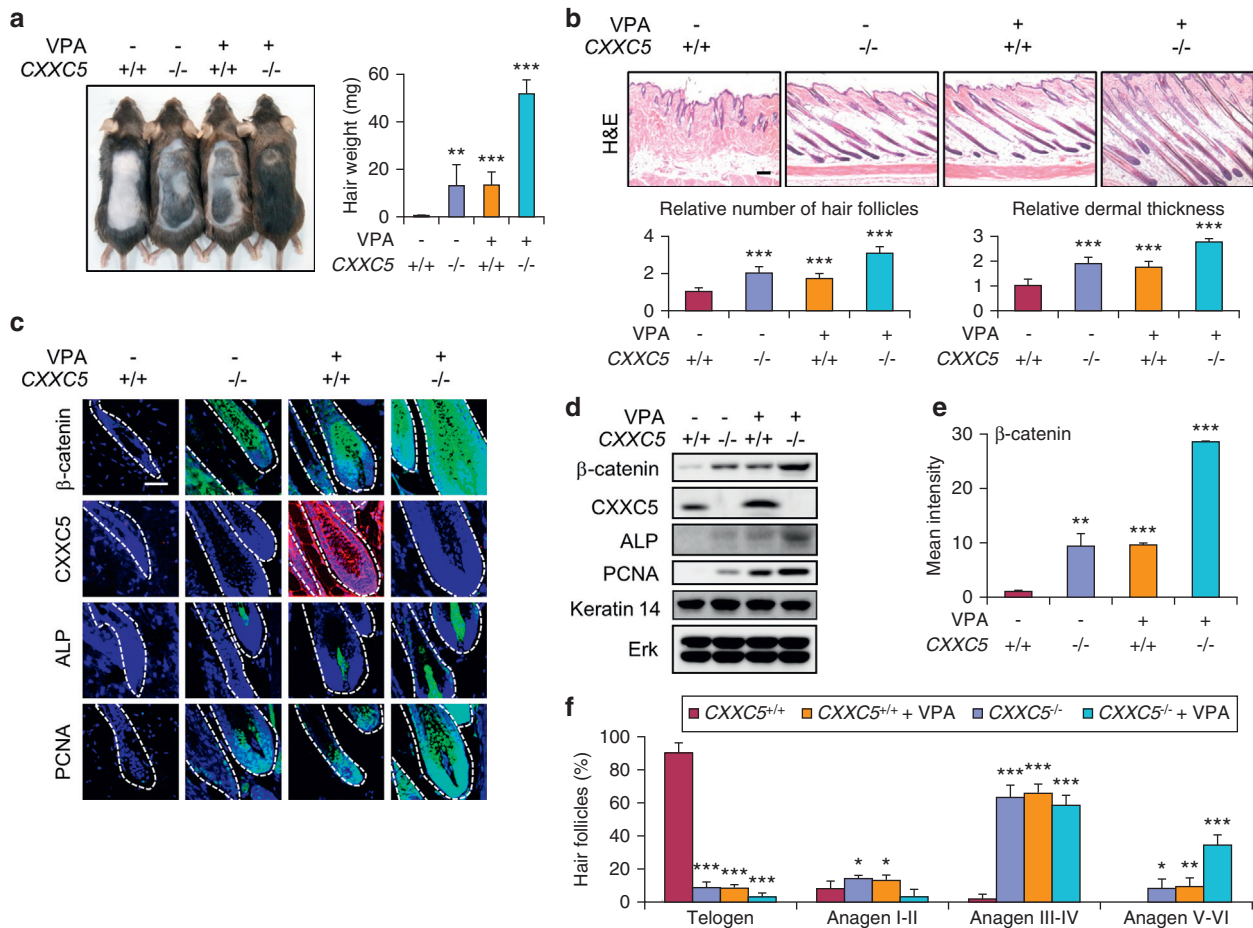 a
VPA - - + +
CXXC5 +/+ -/- +/+ -/-
Hair weight (mg)
60
40
20
0
** *** ***
VPA - - + +
CXXC5 +/+ -/- +/+ -/-
b
VPA - - + +
CXXC5 +/+ -/- +/+ -/-
H&E
Relative number of hair follicles
4
2
0
*** *** ***
VPA - - + +
CXXC5 +/+ -/- +/+ -/-
Relative dermal thickness
3
2
1
0
*** *** ***
VPA - - + +
CXXC5 +/+ -/- +/+ -/-
c
VPA - - + +
CXXC5 +/+ -/- +/+ -/-
β-catenin
CXXC5
ALP
PCNA
d
VPA - - + +
CXXC5 +/+ -/- +/+ -/-
β-catenin
CXXC5
ALP
PCNA
Keratin 14
Erk
e
β-catenin
Mean intensity
30
20
10
0
** *** ***
VPA - - + +
CXXC5 +/+ -/- +/+ -/-
f
CXXC5+/+ CXXC5+/+ + VPA CXXC5-/- CXXC5-/- + VPA
Hair follicles (%)
100
80
60
40
20
0
*** *** ***
* *
*** *** ***
* ** ***
Telogen Anagen I-II Anagen III-IV Anagen V-VI